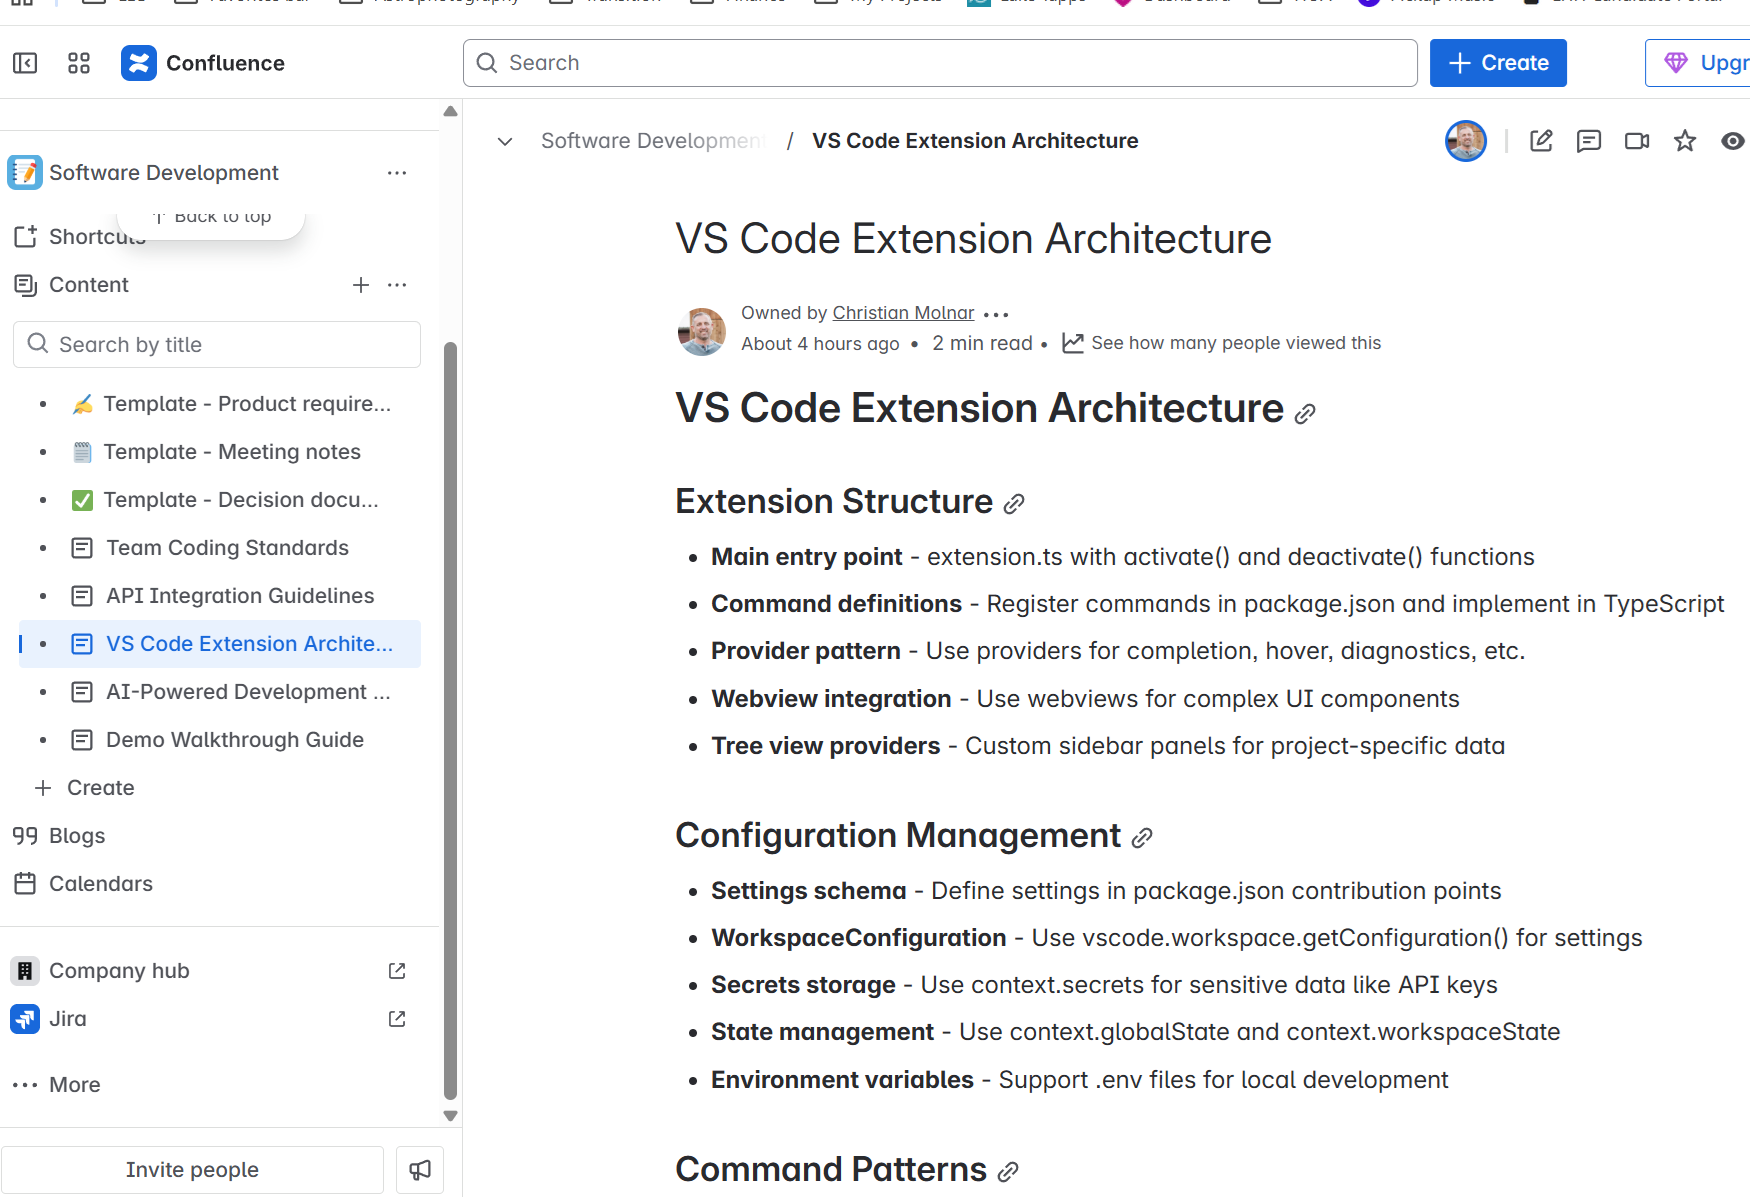 Confluence
Search
Create
Upgr
Software Development
Back to top
Shortcuts
Content
Search by title
Template - Product require...
Template - Meeting notes
Template - Decision docu...
Team Coding Standards
API Integration Guidelines
VS Code Extension Archite...
AI-Powered Development ...
Demo Walkthrough Guide
Create
Blogs
Calendars
Company hub
Jira
More
Invite people
Software Development / VS Code Extension Architecture
VS Code Extension Architecture
Owned by Christian Molnar
About 4 hours ago • 2 min read • See how many people viewed this
VS Code Extension Architecture
Extension Structure
• Main entry point - extension.ts with activate() and deactivate() functions
• Command definitions - Register commands in package.json and implement in TypeScript
• Provider pattern - Use providers for completion, hover, diagnostics, etc.
• Webview integration - Use webviews for complex UI components
• Tree view providers - Custom sidebar panels for project-specific data
Configuration Management
• Settings schema - Define settings in package.json contribution points
• WorkspaceConfiguration - Use vscode.workspace.getConfiguration() for settings
• Secrets storage - Use context.secrets for sensitive data like API keys
• State management - Use context.globalState and context.workspaceState
• Environment variables - Support .env files for local development
Command Patterns